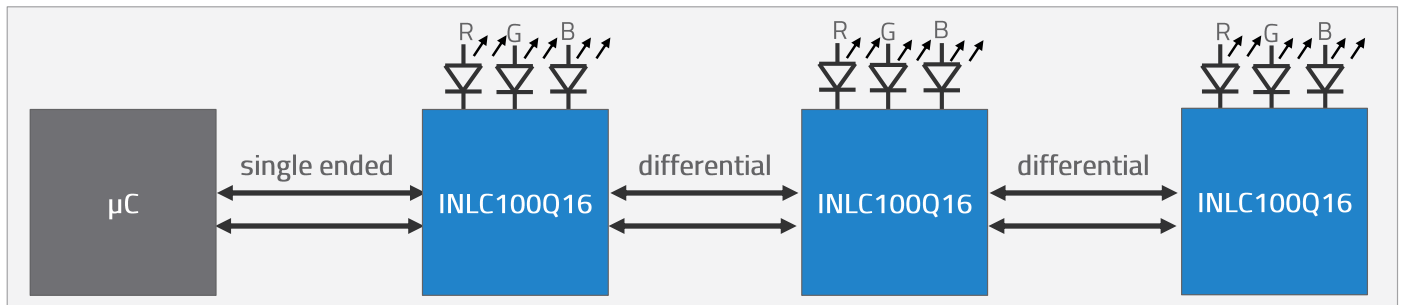 R G B
R G B
R G B
single ended
differential
differential
µC
INLC100Q16
INLC100Q16
INLC100Q16